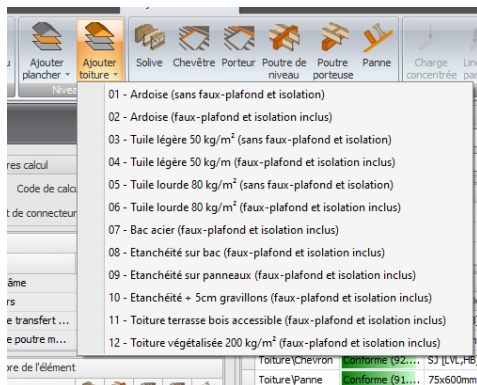 Ajouter plancher
Ajouter toiture
Solive
Chevêtre
Porteur
Poutre de niveau
Poutre porteuse
Panne
Charge concentrée
Nivea
01 - Ardoise (sans faux-plafond et isolation)
02 - Ardoise (faux-plafond et isolation inclus)
03 - Tuile légère 50 kg/m² (sans faux-plafond et isolation)
04 - Tuile légère 50 kg/m (faux-plafond et isolation inclus)
05 - Tuile lourde 80 kg/m² (sans faux-plafond et isolation)
06 - Tuile lourde 80 kg/m² (faux-plafond et isolation inclus)
07 - Bac acier (faux-plafond et isolation inclus)
08 - Etanchéité sur bac (faux-plafond et isolation inclus)
09 - Etanchéité sur panneaux (faux-plafond et isolation inclus)
10 - Etanchéité + 5cm gravillons (faux-plafond et isolation inclus)
11 - Toiture terrasse bois accessible (faux-plafond et isolation inclus)
12 - Toiture végétalisée 200 kg/m² (faux-plafond et isolation inclus)
res calcul
Code de calcu
t de connecteur
âme
rs
e transfert ...
e poutre m...
bre de l'élément
Toiture\Chevron Conforme (92.... SJ [LVL,HB]
Toiture\Panne Conforme (91.... 75x600mm